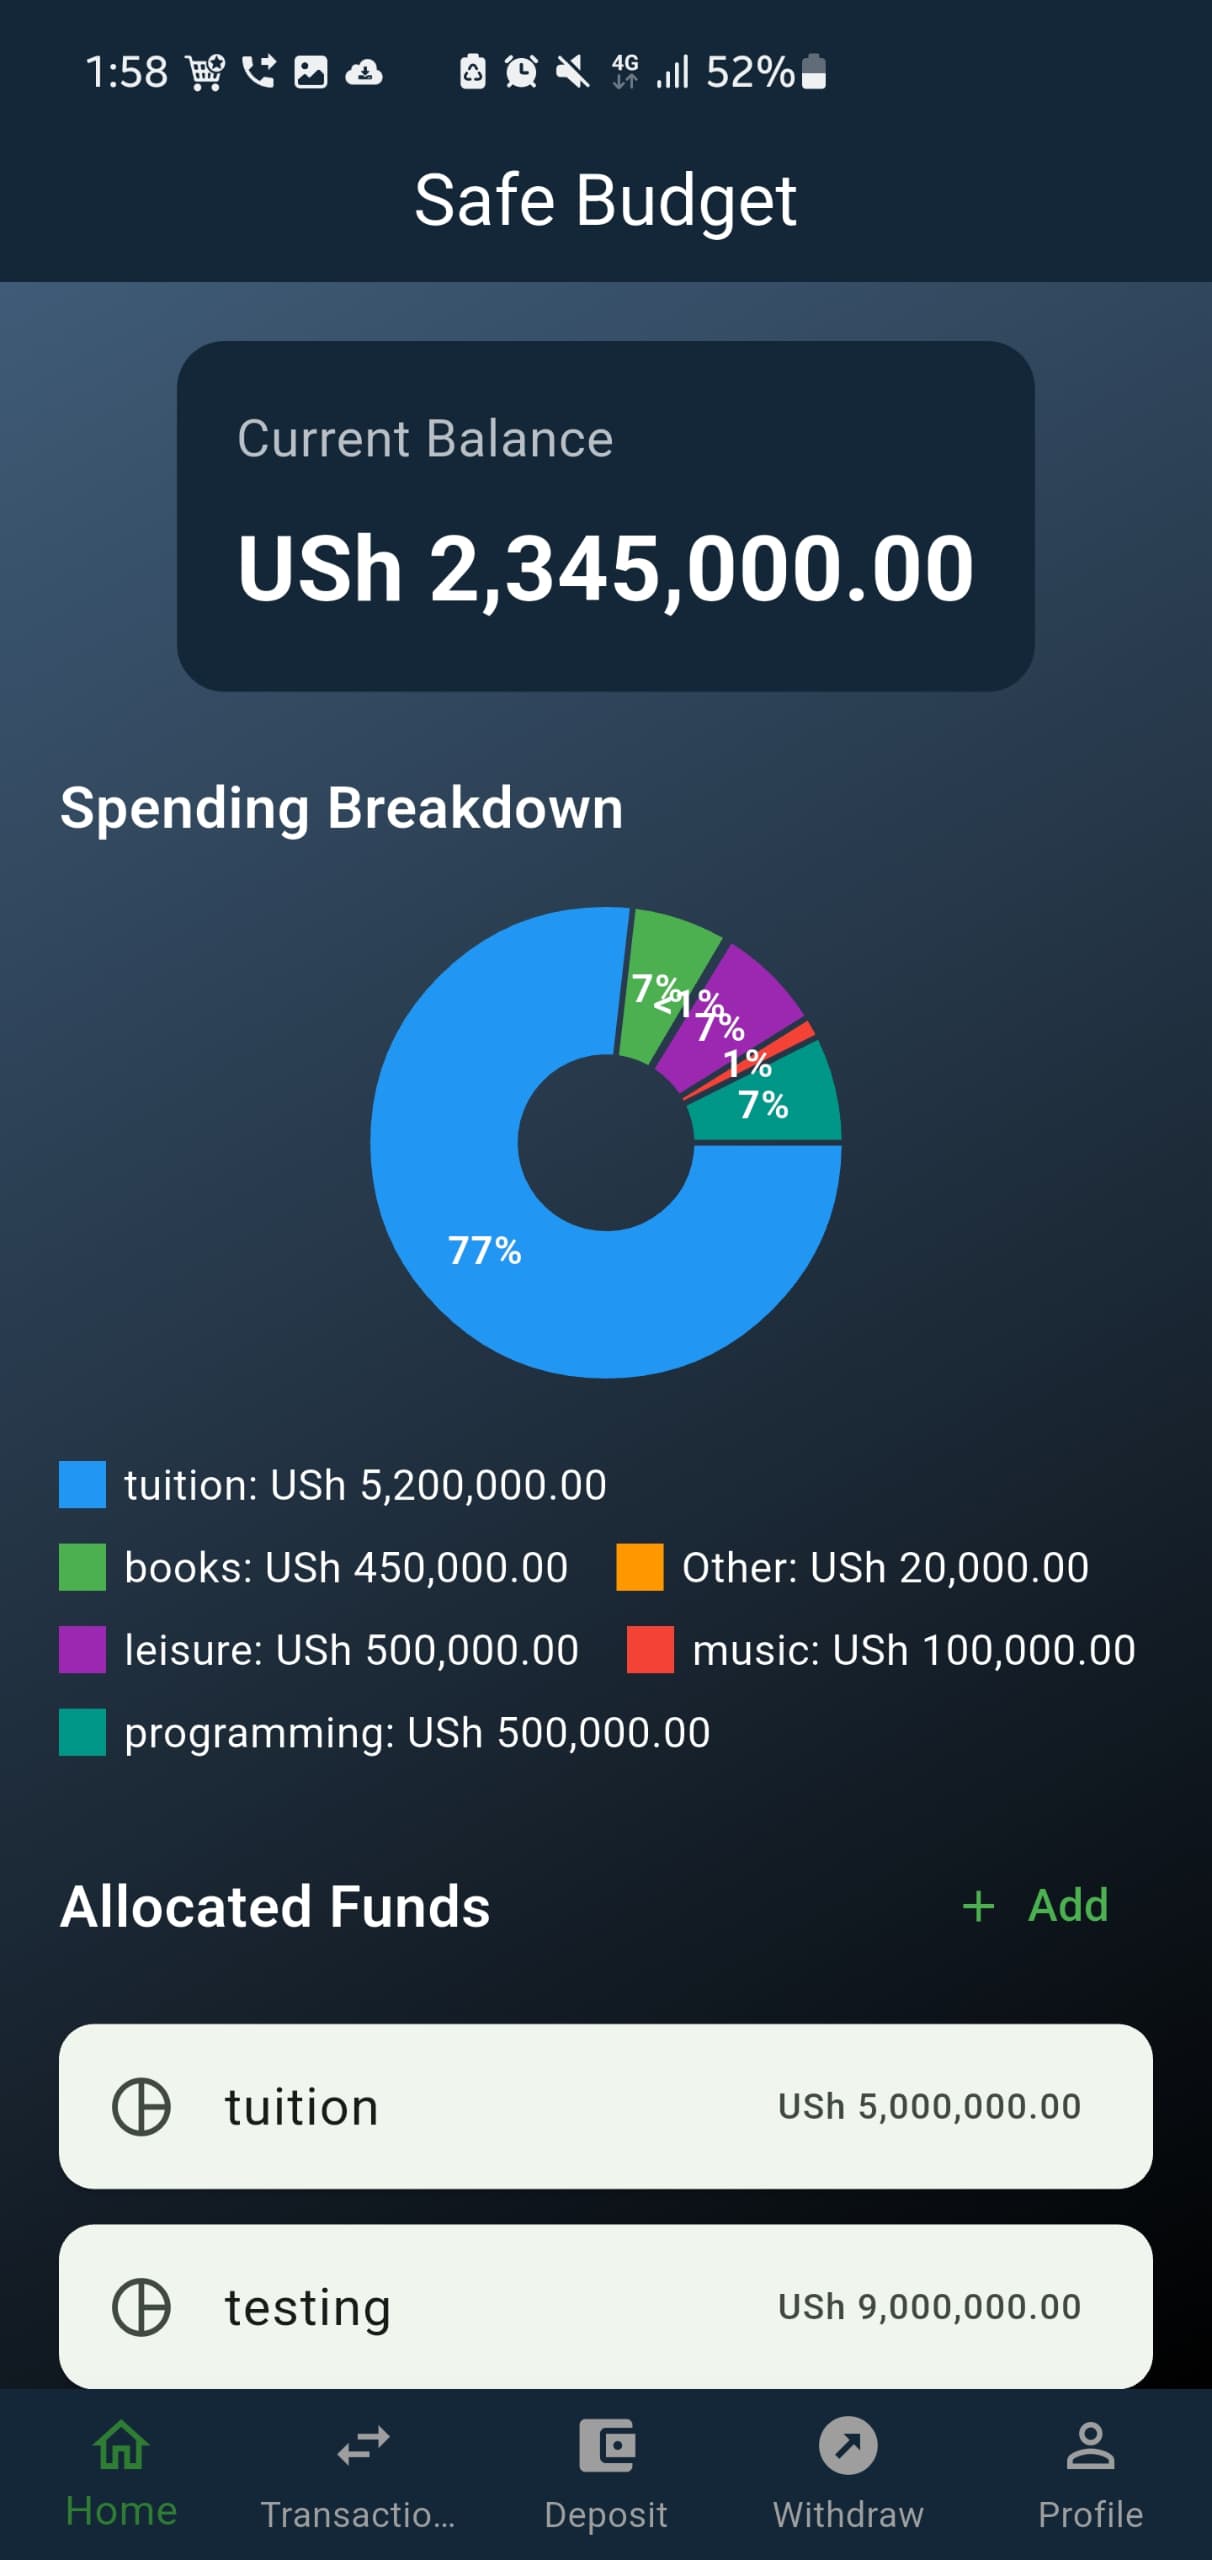 1:58 4G 52%
Safe Budget
Current Balance
USh 2,345,000.00
Spending Breakdown
7%
<1%
7%
1%
7%
77%
tuition: USh 5,200,000.00
books: USh 450,000.00 Other: USh 20,000.00
leisure: USh 500,000.00 music: USh 100,000.00
programming: USh 500,000.00
Allocated Funds + Add
tuition USh 5,000,000.00
testing USh 9,000,000.00
Home Transactio... Deposit Withdraw Profile